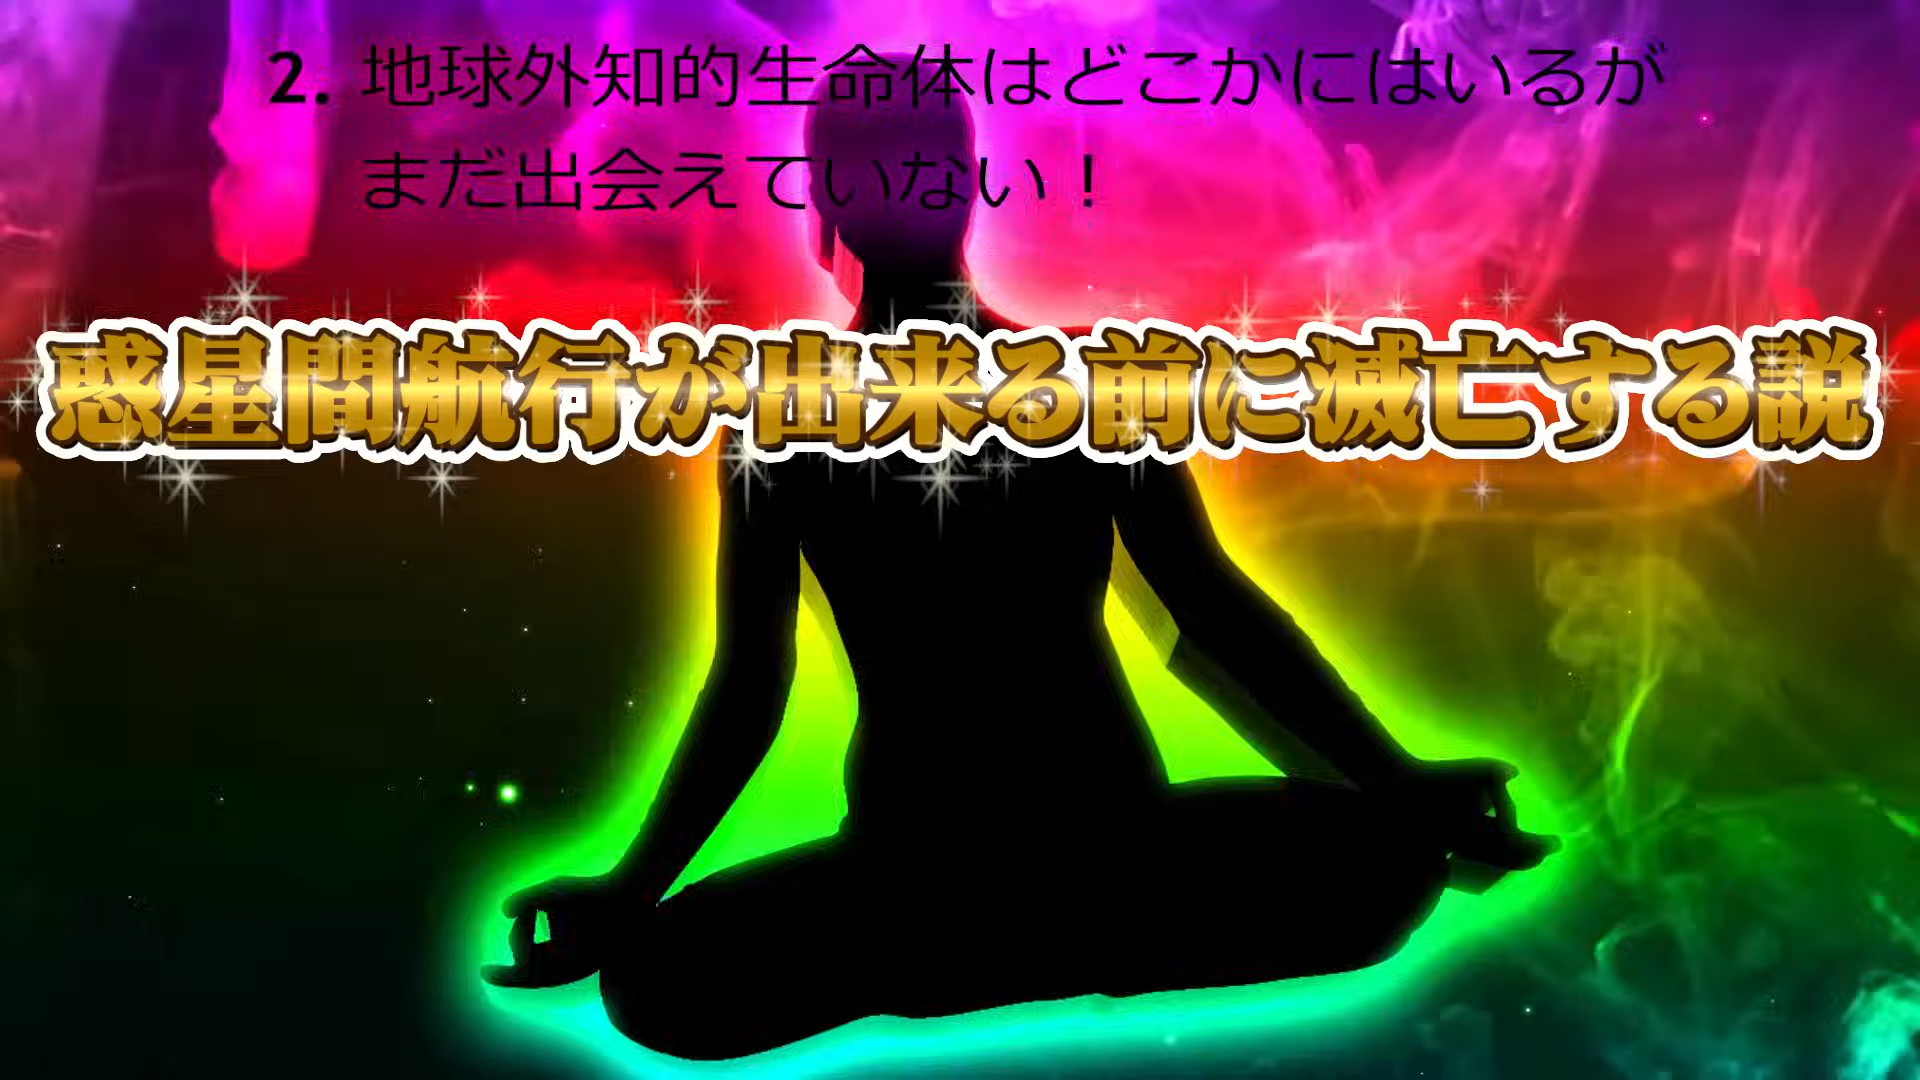 2. 地球外知的生命体はどこかにはいるが
まだ出会えていない！
惑星間航行が出来る前に滅亡する説